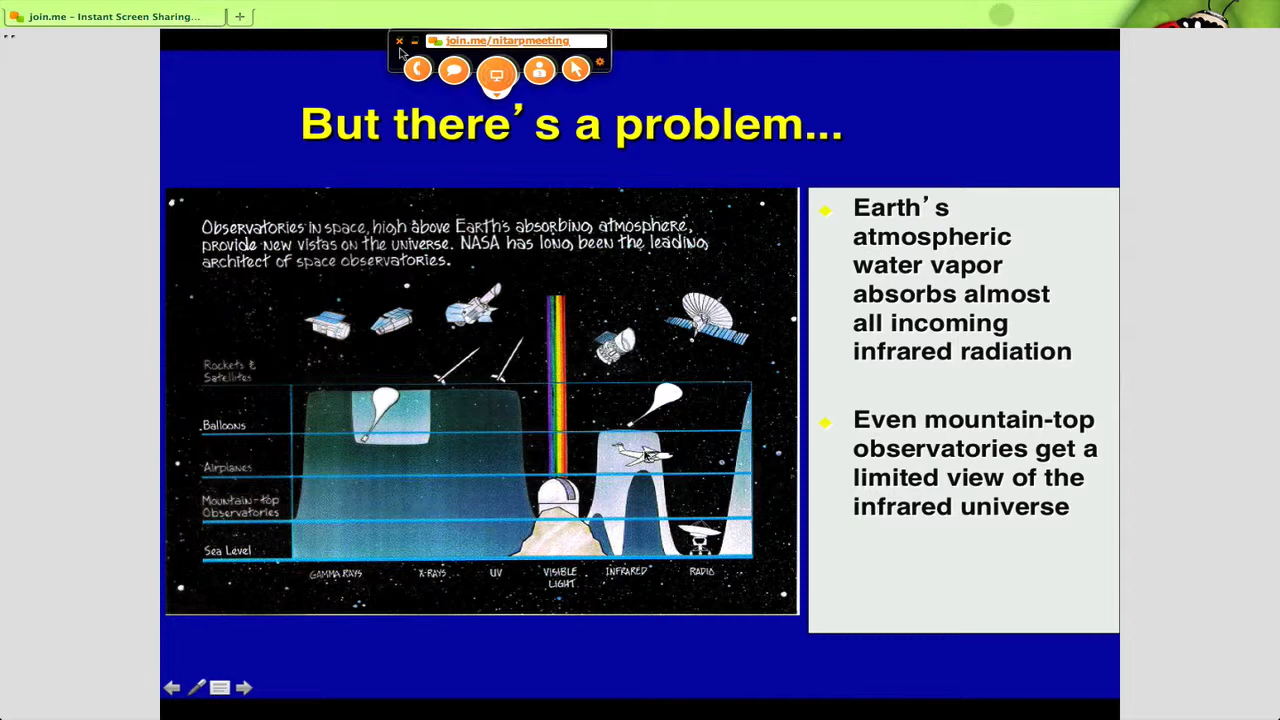 join.me – Instant Screen Sharing...
join.me/nitarpmeeting
But there’s a problem...
Observatories in space, high above Earth's absorbing atmosphere,
provide new vistas on the universe. NASA has long been the leading
architect of space observatories.
Rockets &
Satellites
Balloons
Airplanes
Mountain-top
Observatories
Sea Level
GAMMA RAYS
X-RAYS
UV
VISIBLE
LIGHT
INFRARED
RADIO
Earth’s
atmospheric
water vapor
absorbs almost
all incoming
infrared radiation
Even mountain-top
observatories get a
limited view of the
infrared universe